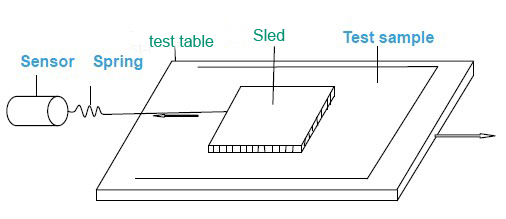 Sensor
Spring
test table
Sled
Test sample